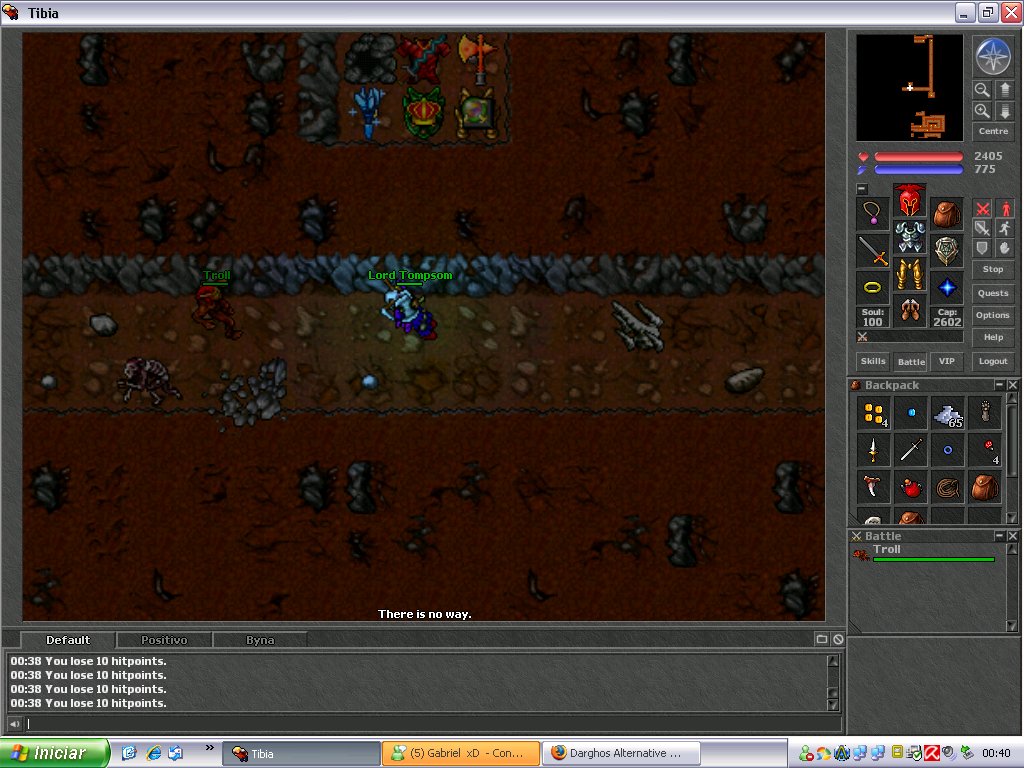 Tibia
Centre
2405
775
Troll
Lord Tompsom
Soul:
100
Cap:
2602
Stop
Quests
Options
Help
Skills
Battle
VIP
Logout
Backpack
4
65
4
Battle
Troll
There is no way.
Default
Positivo
Byna
00:38 You lose 10 hitpoints.
00:38 You lose 10 hitpoints.
00:38 You lose 10 hitpoints.
00:38 You lose 10 hitpoints.
Iniciar
»
Tibia
(5) Gabriel xD - Con...
Darghos Alternative ...
00:40